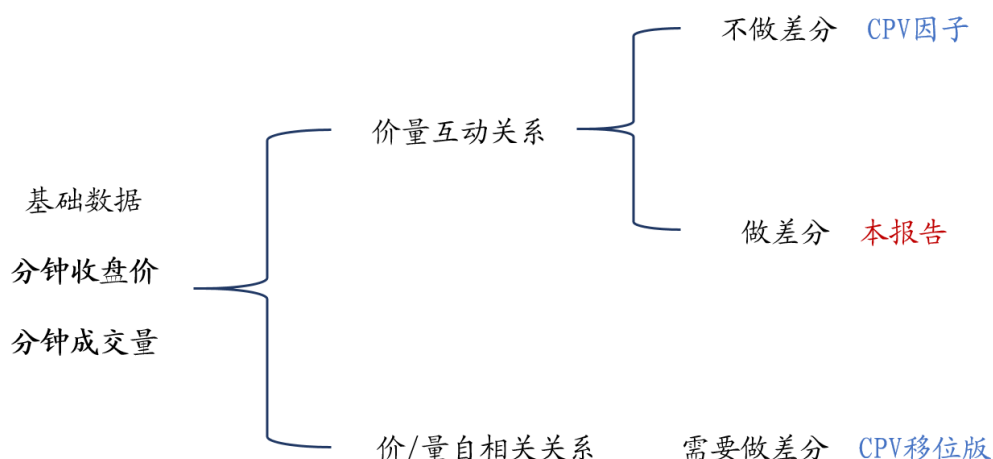 不做差分 CPV因子
价量互动关系
基础数据
做差分 本报告
分钟收盘价
分钟成交量
价/量自相关关系 需要做差分 CPV移位版